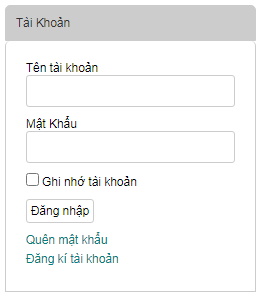 Tài Khoản
Tên tài khoản
Mật Khẩu
Ghi nhớ tài khoản
Đăng nhập
Quên mật khẩu
Đăng kí tài khoản